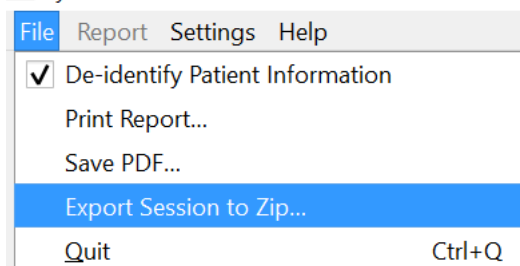 File Report Settings Help
De-identify Patient Information
Print Report...
Save PDF...
Export Session to Zip...
Quit Ctrl+Q